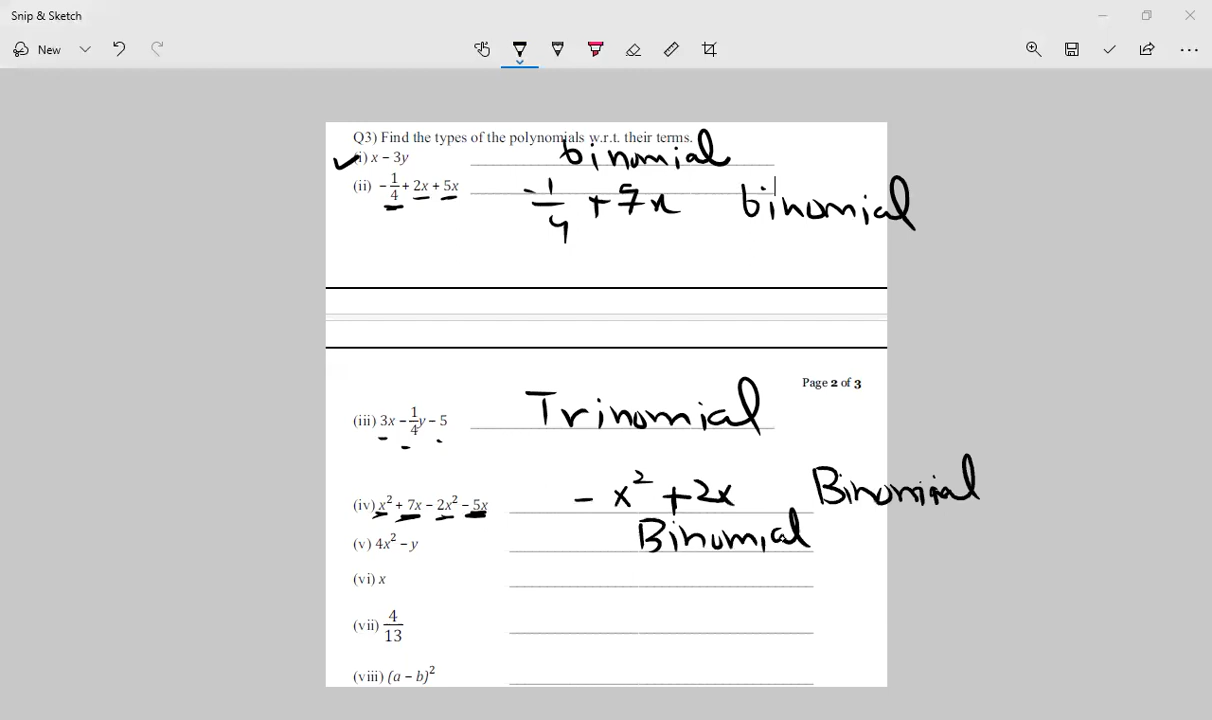 Snip & Sketch
New
Q3) Find the types of the polynomials w.r.t. their terms.
(i) x – 3y binomial
(ii) –1/4 + 2x + 5x -1/4 + 7x binomial
Page 2 of 3
(iii) 3x – 1/4y – 5 Trinomial
(iv) x² + 7x – 2x² – 5x - x² + 2x Binomial
(v) 4x² – y Binomial
(vi) x
(vii) 4/13
(viii) (a – b)²